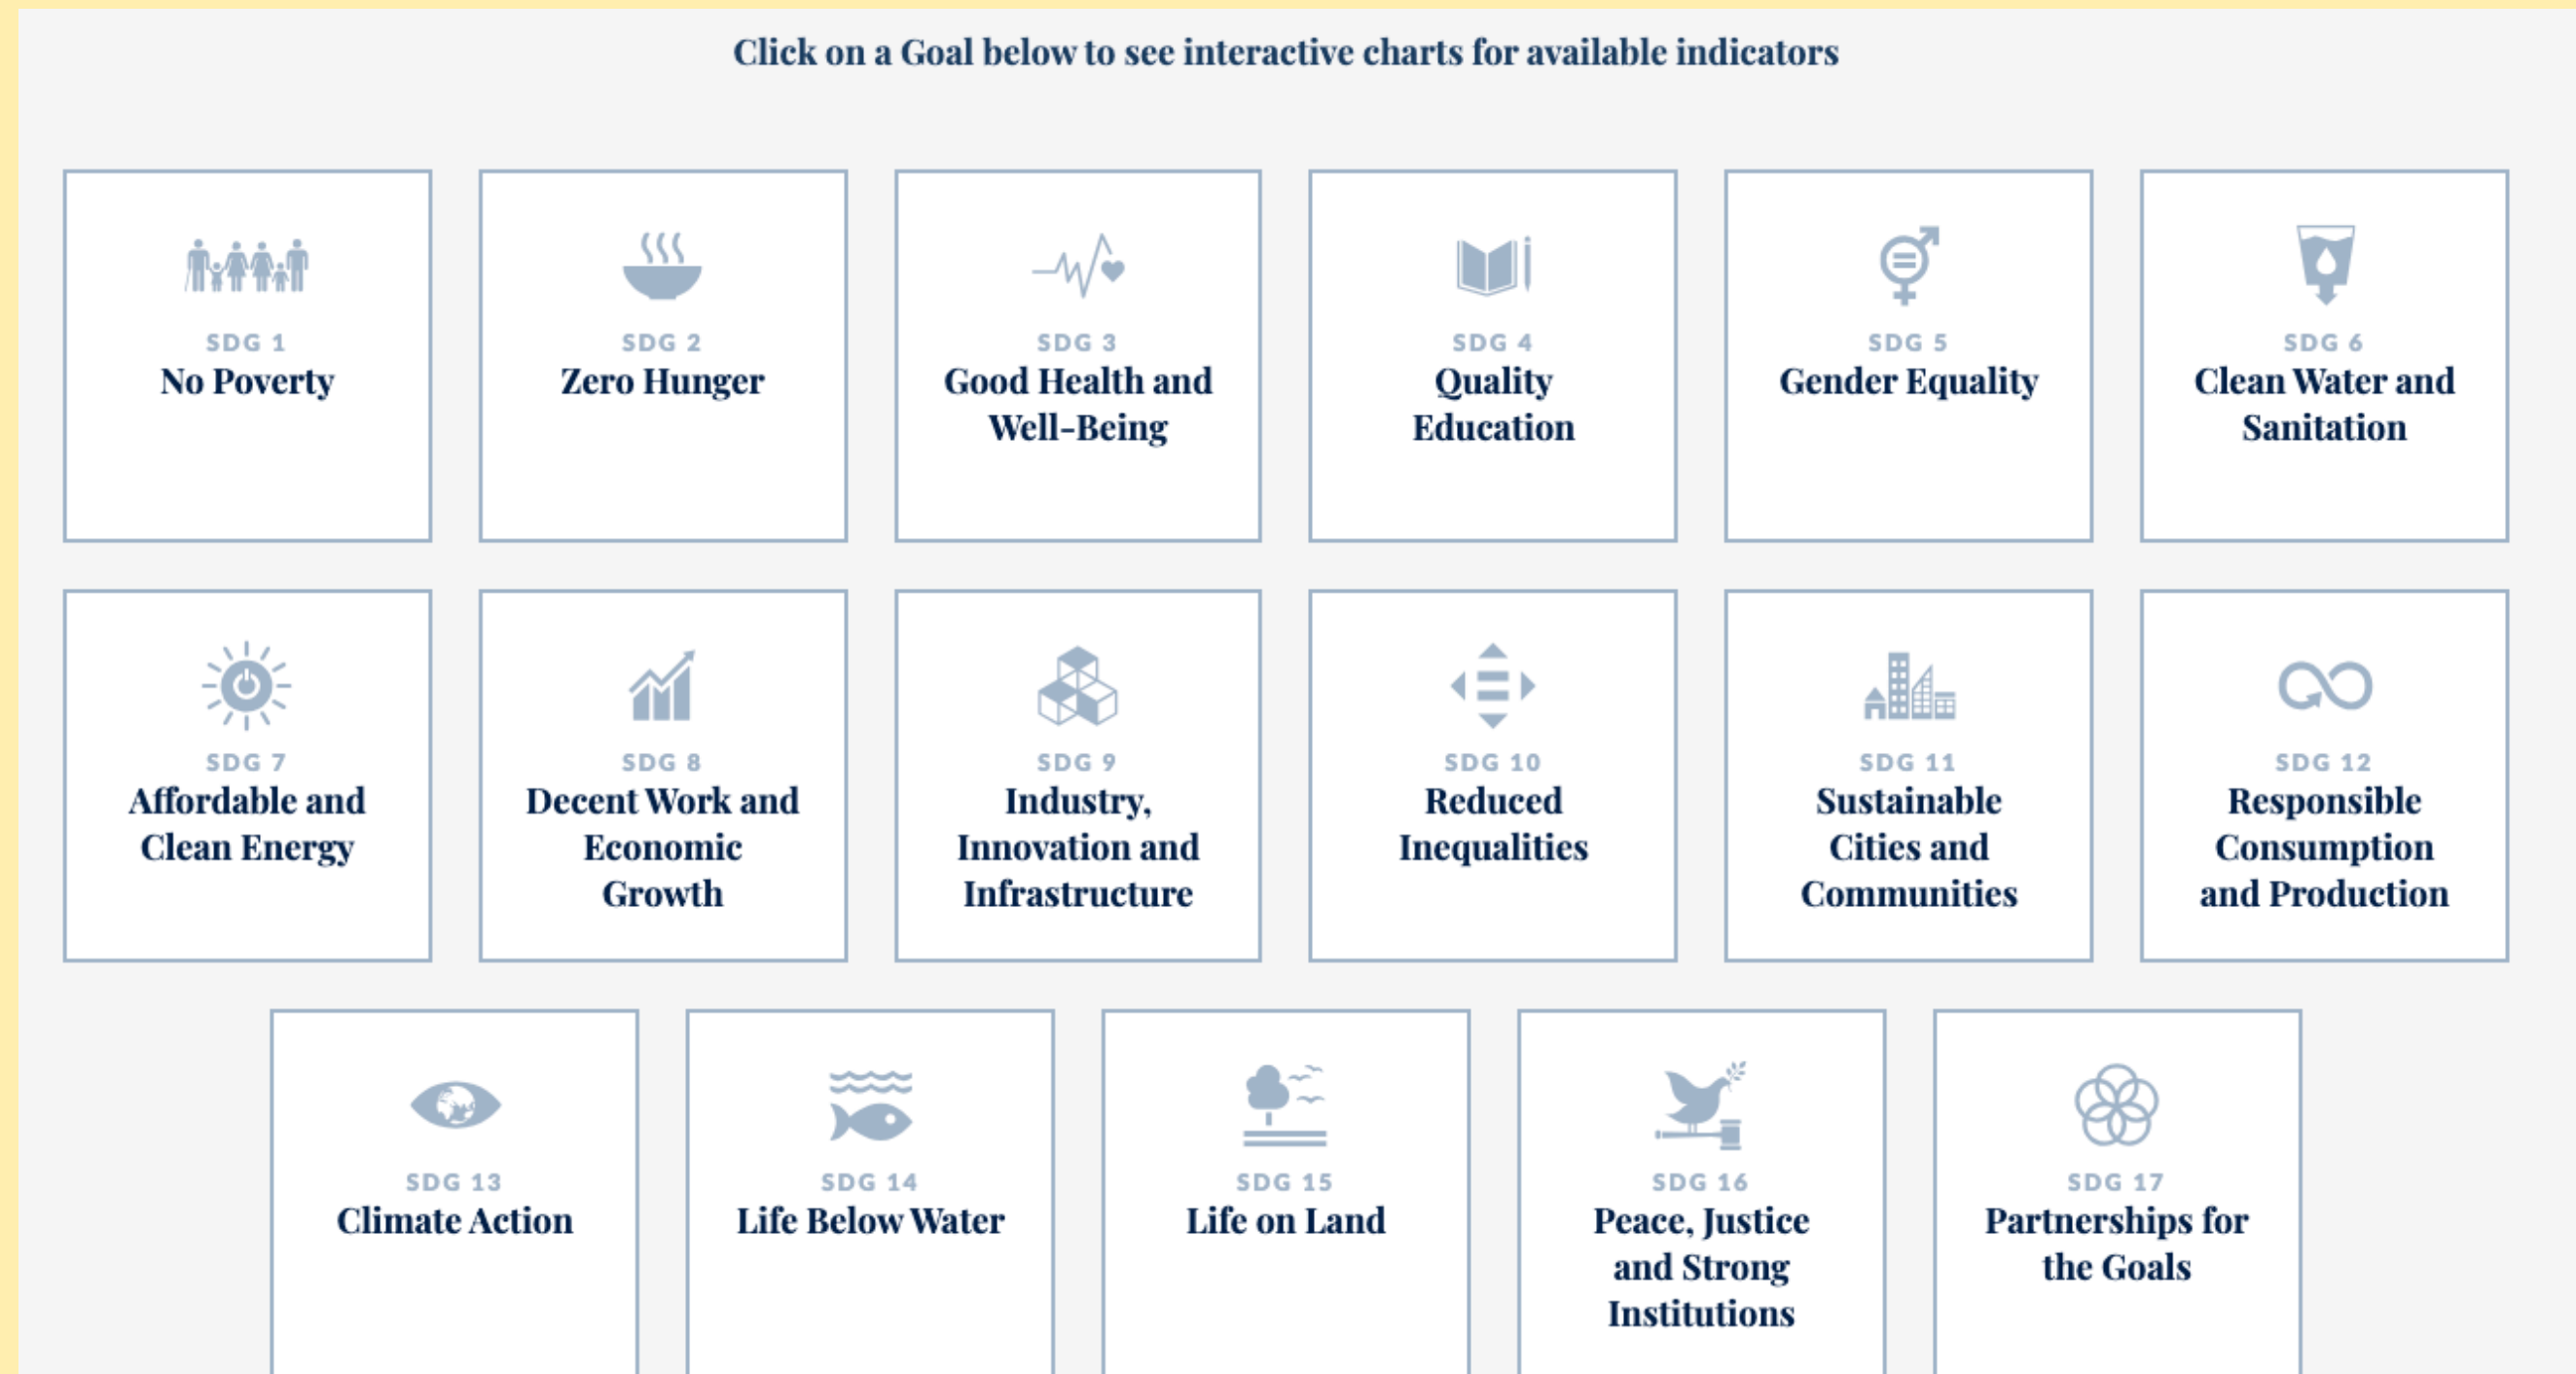 Click on a Goal below to see interactive charts for available indicators
SDG 1
No Poverty
SDG 2
Zero Hunger
SDG 3
Good Health and
Well-Being
SDG 4
Quality
Education
SDG 5
Gender Equality
SDG 6
Clean Water and
Sanitation
SDG 7
Affordable and
Clean Energy
SDG 8
Decent Work and
Economic
Growth
SDG 9
Industry,
Innovation and
Infrastructure
SDG 10
Reduced
Inequalities
SDG 11
Sustainable
Cities and
Communities
SDG 12
Responsible
Consumption
and Production
SDG 13
Climate Action
SDG 14
Life Below Water
SDG 15
Life on Land
SDG 16
Peace, Justice
and Strong
Institutions
SDG 17
Partnerships for
the Goals